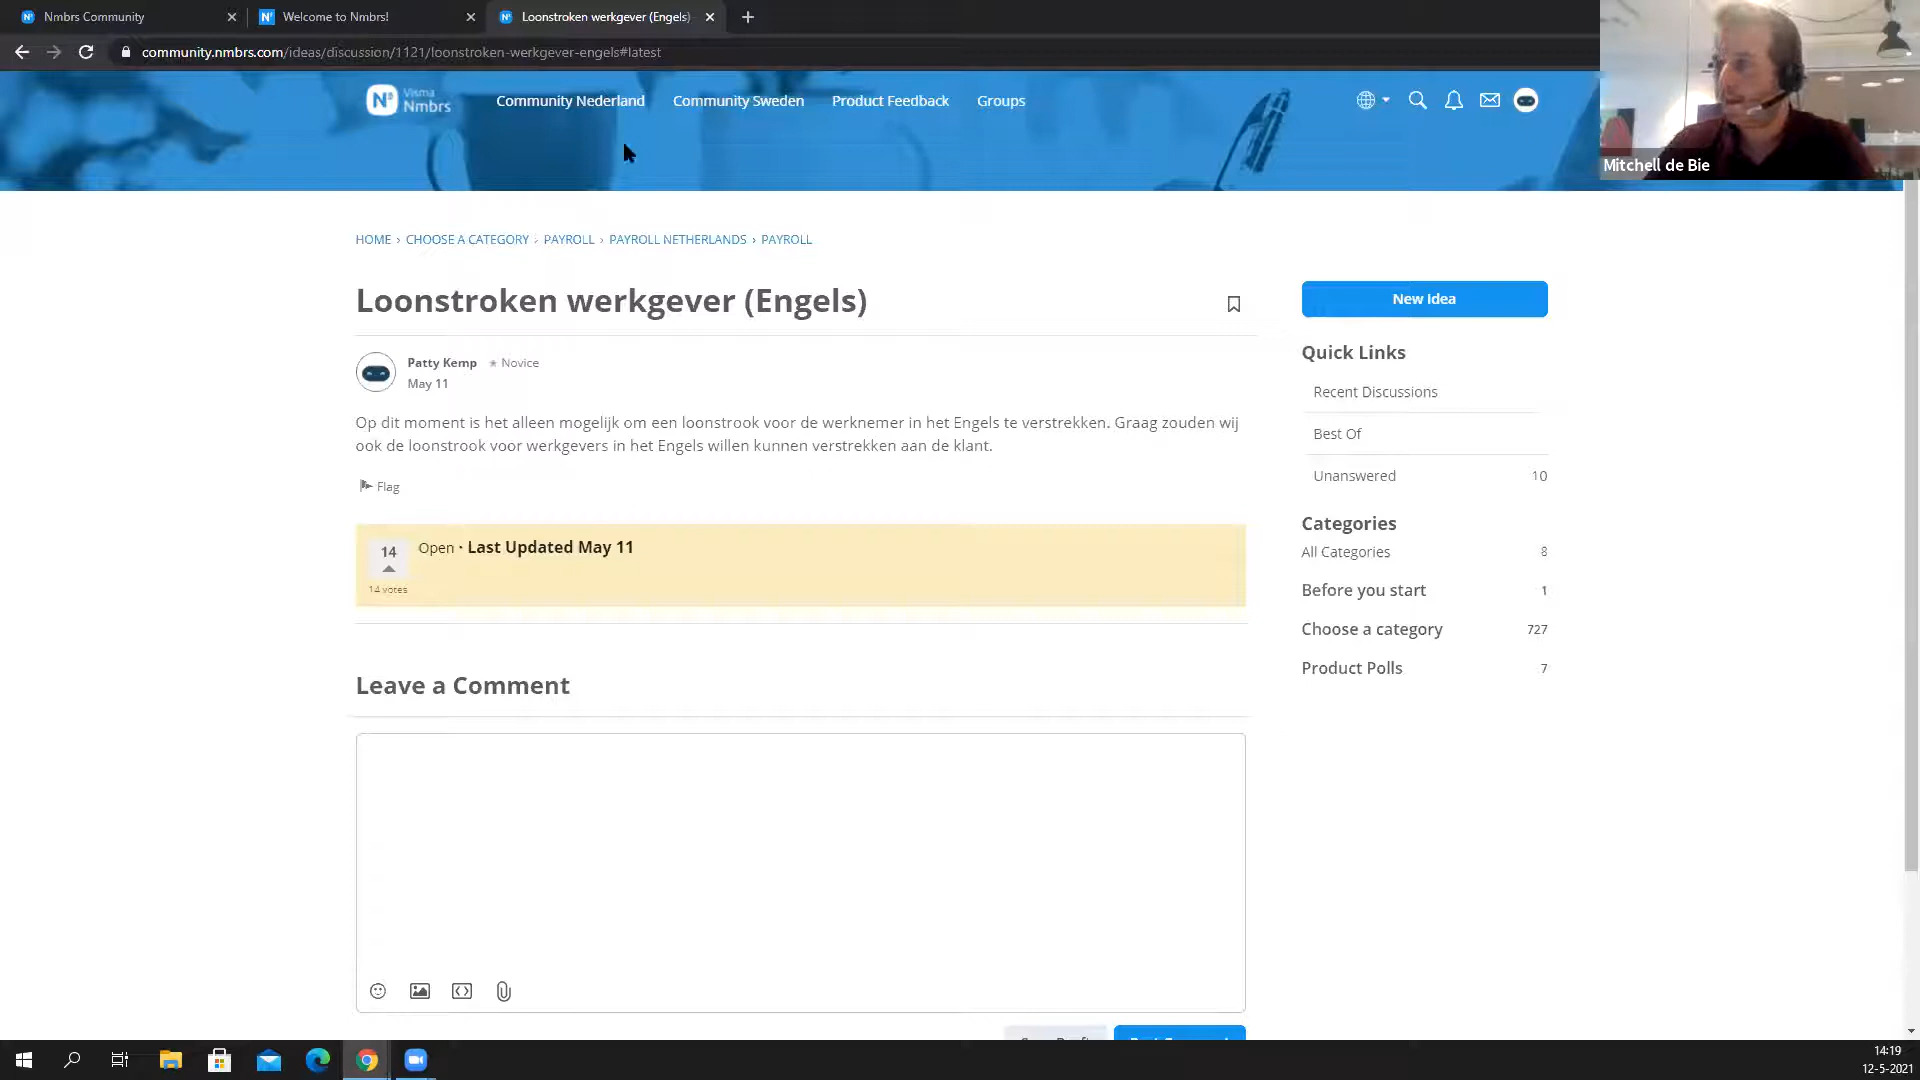 Nmbrs Community
Welcome to Nmbrs!
Loonstroken werkgever (Engels)
community.nmbrs.com/ideas/discussion/1121/loonstroken-werkgever-engels#latest
Visma
Nmbrs
Community Nederland
Community Sweden
Product Feedback
Groups
Mitchell de Bie
HOME › CHOOSE A CATEGORY › PAYROLL › PAYROLL NETHERLANDS › PAYROLL
Loonstroken werkgever (Engels)
Patty Kemp ★ Novice
May 11
Op dit moment is het alleen mogelijk om een loonstrook voor de werknemer in het Engels te verstrekken. Graag zouden wij
ook de loonstrook voor werkgevers in het Engels willen kunnen verstrekken aan de klant.
Flag
14
Open · Last Updated May 11
14 votes
Leave a Comment
New Idea
Quick Links
Recent Discussions
Best Of
Unanswered 10
Categories
All Categories 8
Before you start 1
Choose a category 727
Product Polls 7
14:19
12-5-2021